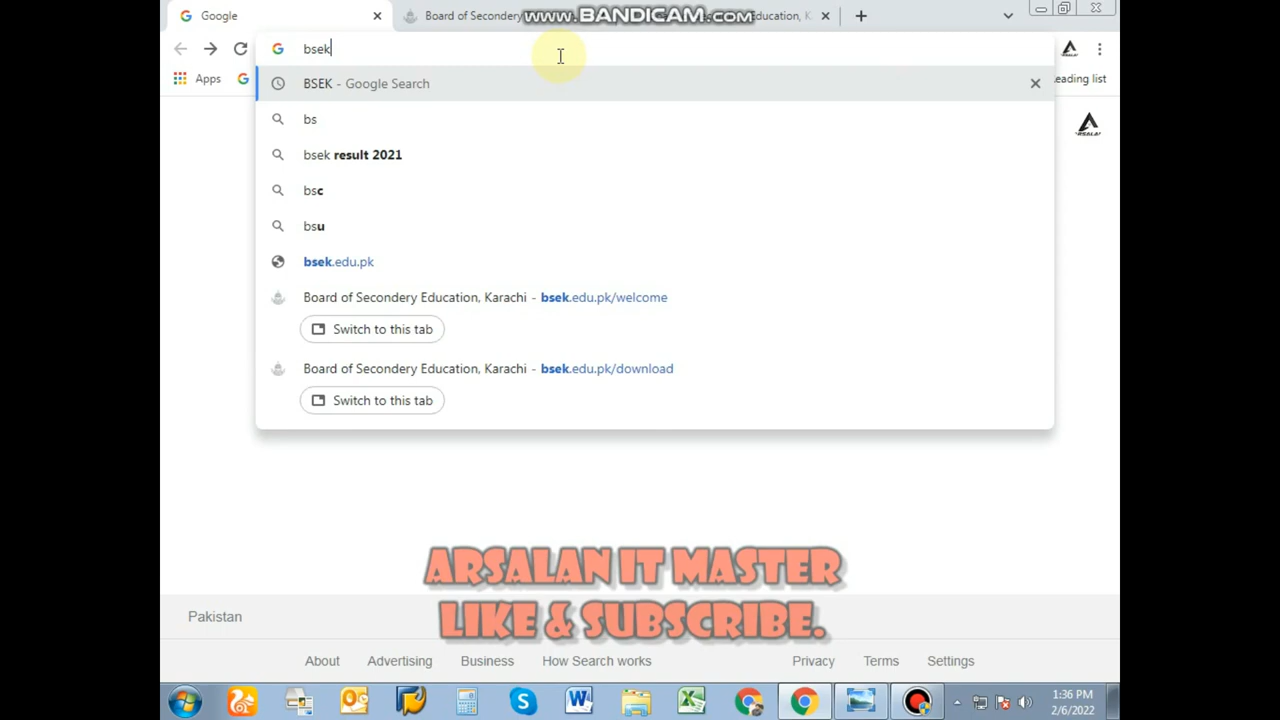 Google
Board of Secondery
Education, K
WWW.BANDICAM.COM
bsek
Apps
eading list
BSEK - Google Search
bs
bsek result 2021
bsc
bsu
bsek.edu.pk
Board of Secondery Education, Karachi - bsek.edu.pk/welcome
Switch to this tab
Board of Secondery Education, Karachi - bsek.edu.pk/download
Switch to this tab
ARSALAN IT MASTER
LIKE & SUBSCRIBE.
Pakistan
About Advertising Business How Search works Privacy Terms Settings
1:36 PM
2/6/2022